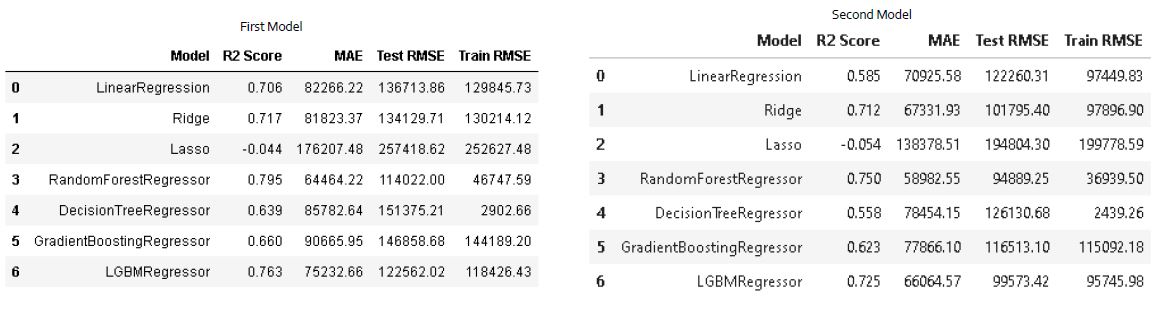 First Model
Model R2 Score MAE Test RMSE Train RMSE
0 LinearRegression 0.706 82266.22 136713.86 129845.73
1 Ridge 0.717 81823.37 134129.71 130214.12
2 Lasso -0.044 176207.48 257418.62 252627.48
3 RandomForestRegressor 0.795 64464.22 114022.00 46747.59
4 DecisionTreeRegressor 0.639 85782.64 151375.21 2902.66
5 GradientBoostingRegressor 0.660 90665.95 146858.68 144189.20
6 LGBMRegressor 0.763 75232.66 122562.02 118426.43
Second Model
Model R2 Score MAE Test RMSE Train RMSE
0 LinearRegression 0.585 70925.58 122260.31 97449.83
1 Ridge 0.712 67331.93 101795.40 97896.90
2 Lasso -0.054 138378.51 194804.30 199778.59
3 RandomForestRegressor 0.750 58982.55 94889.25 36939.50
4 DecisionTreeRegressor 0.558 78454.15 126130.68 2439.26
5 GradientBoostingRegressor 0.623 77866.10 116513.10 115092.18
6 LGBMRegressor 0.725 66064.57 99573.42 95745.98